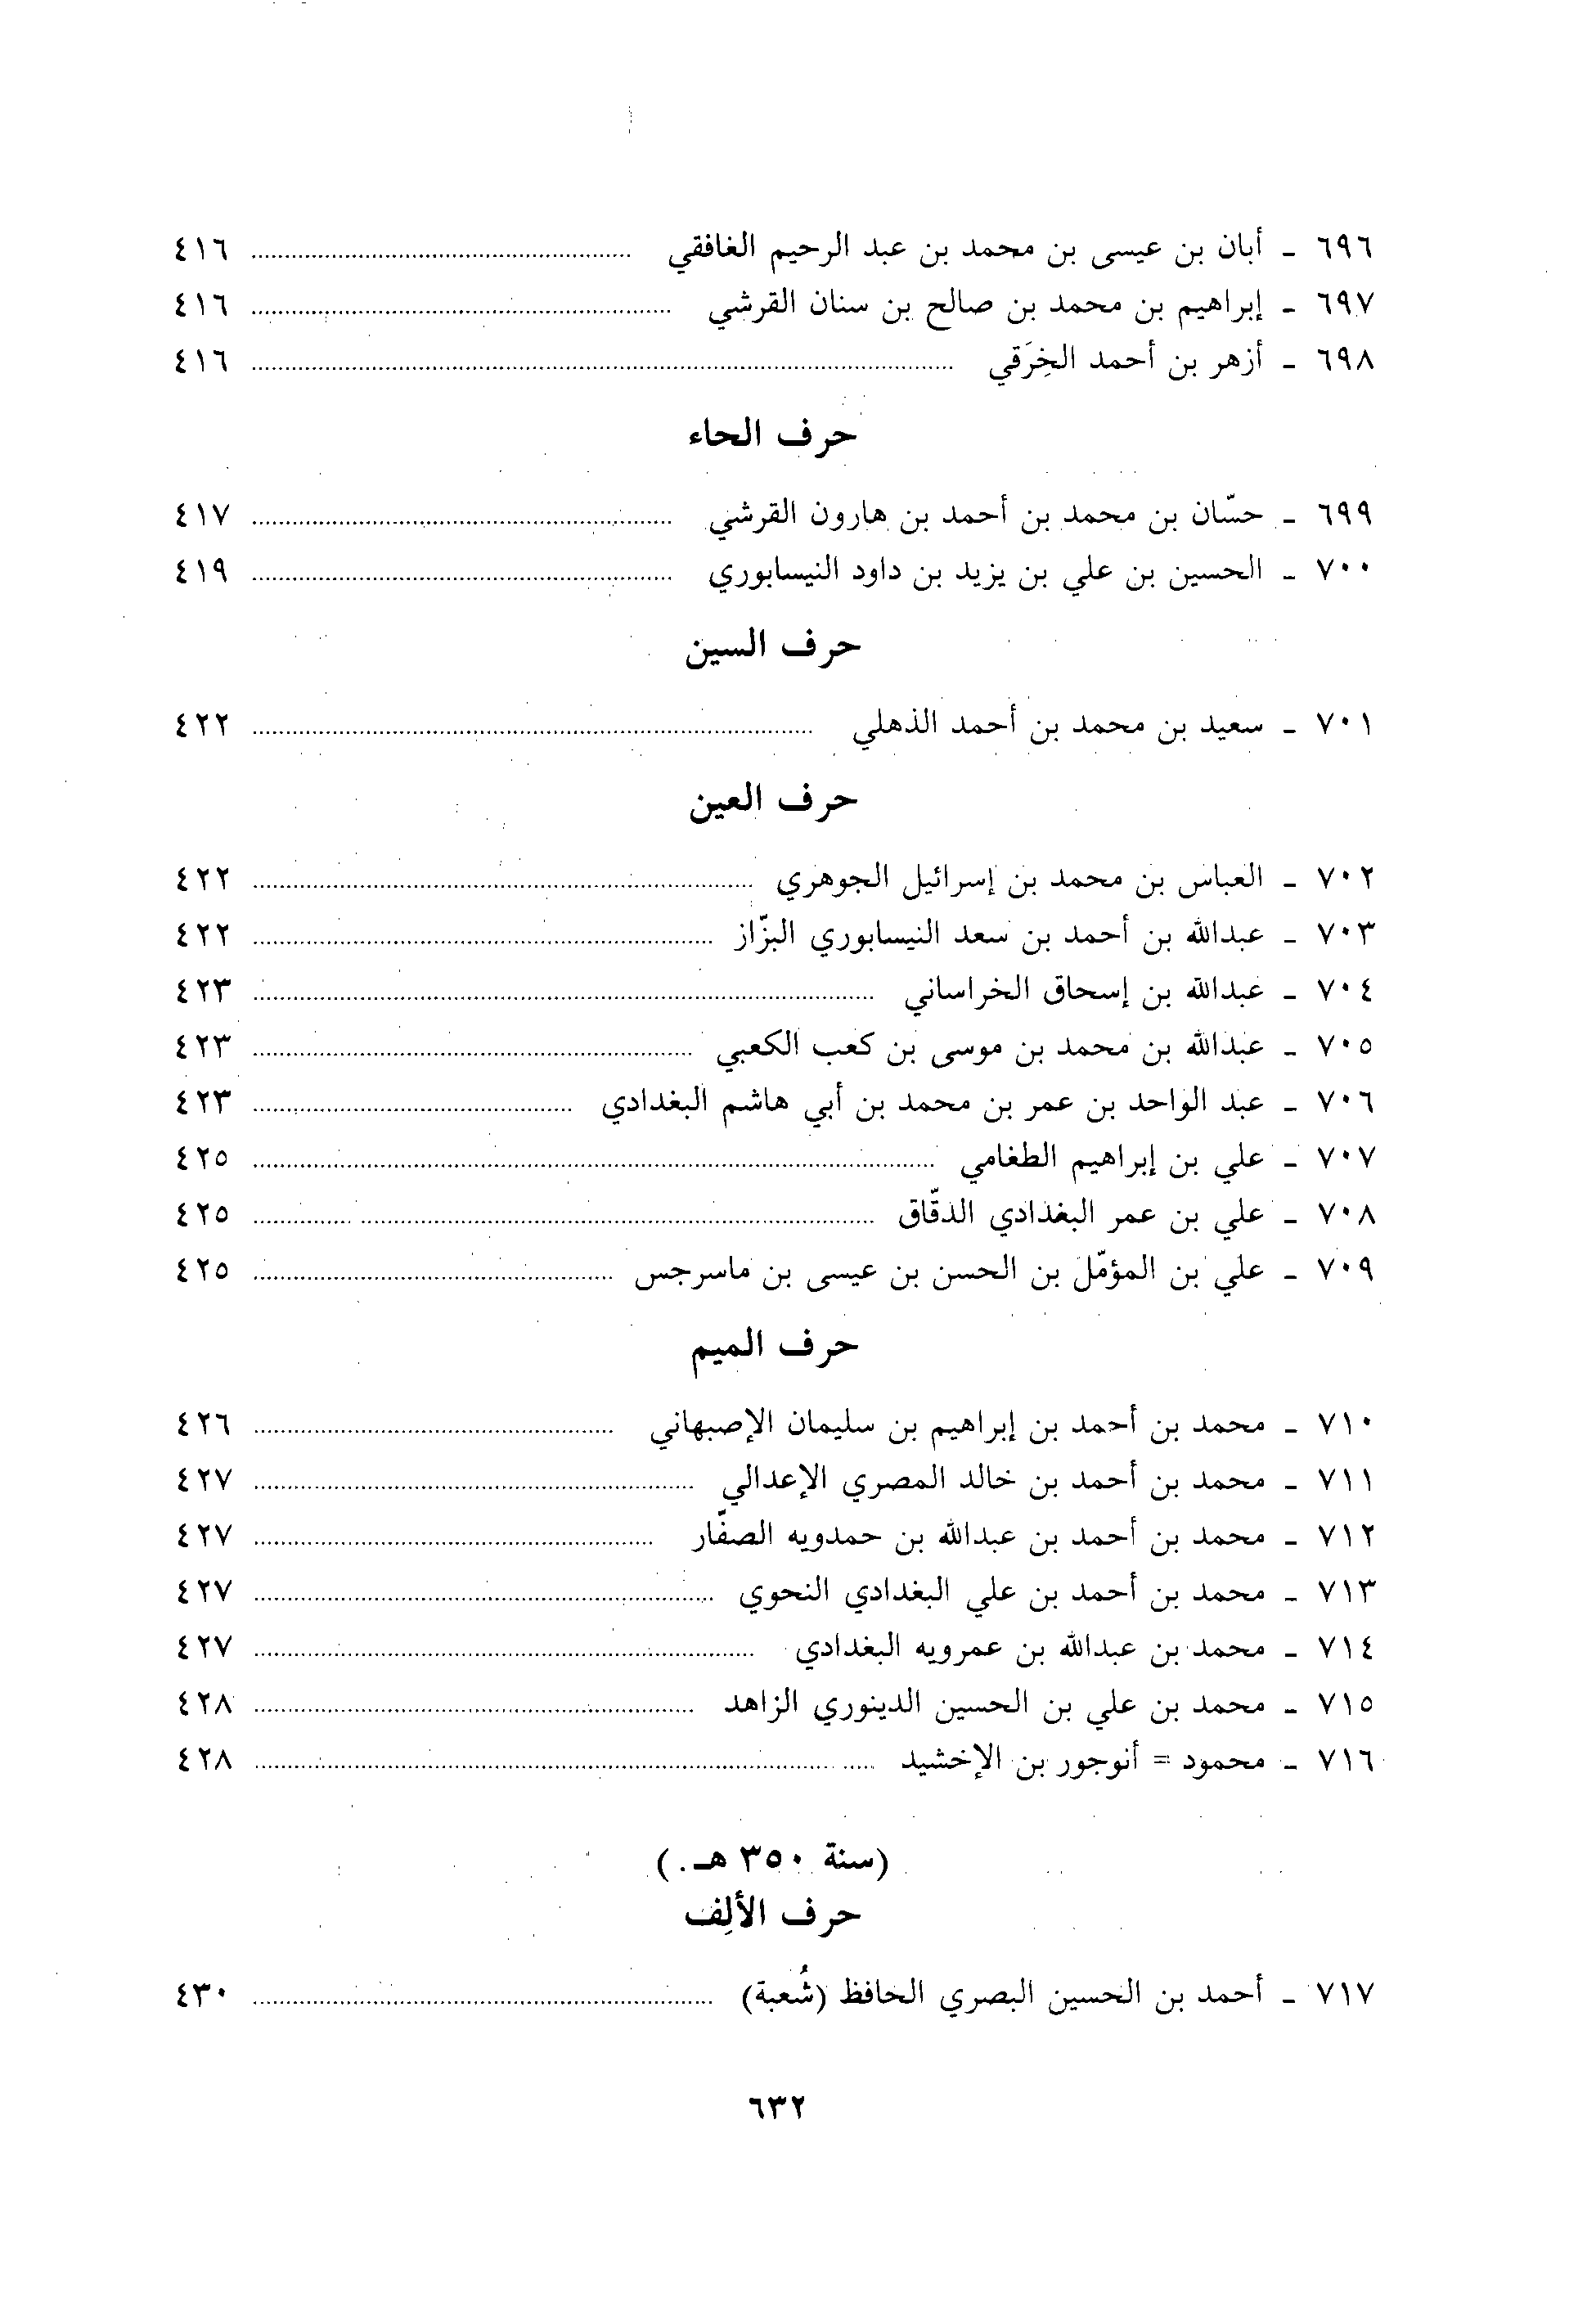 ٦٩٦ - أبان بن عيسى بن محمد بن عبد الرحيم الغافقي ........ ٤١٦
٦٩٧ - إبراهيم بن محمد بن صالح بن سنان القرشي ........ ٤١٦
٦٩٨ - أزهر بن أحمد الخِرَقي ........ ٤١٦
حرف الحاء
٦٩٩ - حسّان بن محمد بن أحمد بن هارون القرشي ........ ٤١٧
٧٠٠ - الحسين بن علي بن يزيد بن داود النيسابوري ........ ٤١٩
حرف السين
٧٠١ - سعيد بن محمد بن أحمد الذهلي ........ ٤٢٢
حرف العين
٧٠٢ - العباس بن محمد بن إسرائيل الجوهري ........ ٤٢٢
٧٠٣ - عبدالله بن أحمد بن سعد النيسابوري البزّاز ........ ٤٢٢
٧٠٤ - عبدالله بن إسحاق الخراساني ........ ٤٢٣
٧٠٥ - عبدالله بن محمد بن موسى بن كعب الكعبي ........ ٤٢٣
٧٠٦ - عبد الواحد بن عمر بن محمد بن أبي هاشم البغدادي ........ ٤٢٣
٧٠٧ - علي بن إبراهيم الطغامي ........ ٤٢٥
٧٠٨ - علي بن عمر البغدادي الدقّاق ........ ٤٢٥
٧٠٩ - علي بن المؤمّل بن الحسن بن عيسى بن ماسرجس ........ ٤٢٥
حرف الميم
٧١٠ - محمد بن أحمد بن إبراهيم بن سليمان الإصبهاني ........ ٤٢٦
٧١١ - محمد بن أحمد بن خالد المصري الإعدالي ........ ٤٢٧
٧١٢ - محمد بن أحمد بن عبدالله بن حمدويه الصفّار ........ ٤٢٧
٧١٣ - محمد بن أحمد بن علي البغدادي النحوي ........ ٤٢٧
٧١٤ - محمد بن عبدالله بن عمرويه البغدادي ........ ٤٢٧
٧١٥ - محمد بن علي بن الحسين الدينوري الزاهد ........ ٤٢٨
٧١٦ - محمود = أنوجور بن الإخشيد ........ ٤٢٨
(سنة ٣٥٠ هـ.)
حرف الألِف
٧١٧ - أحمد بن الحسين البصري الحافظ (شُعبة) ........ ٤٣٠
٦٣٢